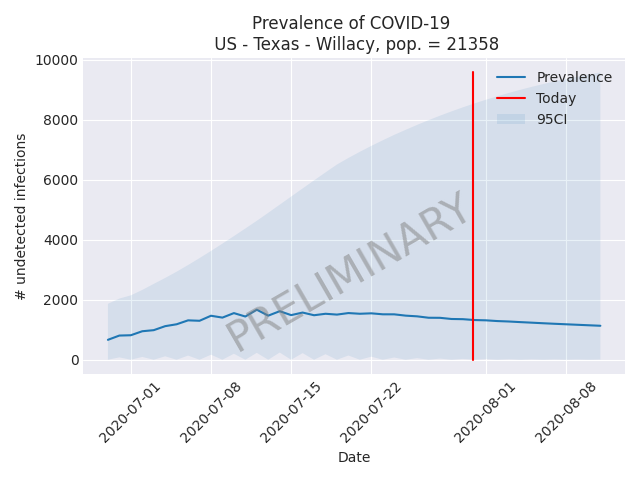 Prevalence of COVID-19
US - Texas - Willacy, pop. = 21358
10000
8000
6000
4000
2000
0
# undetected infections
Prevalence
Today
95CI
PRELIMINARY
2020-07-01
2020-07-08
2020-07-15
2020-07-22
2020-08-01
2020-08-08
Date